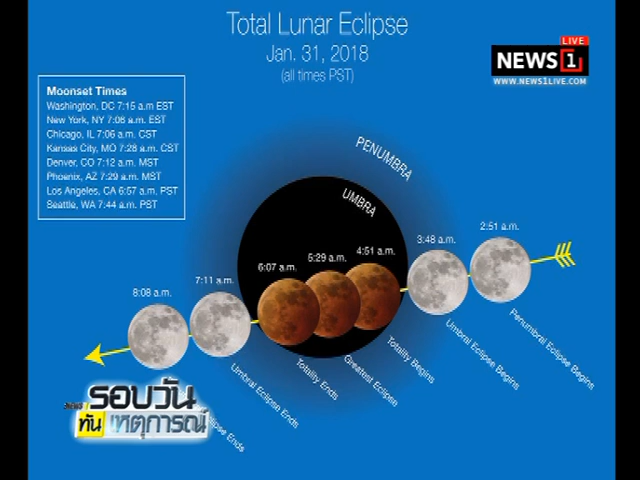 Total Lunar Eclipse
Jan. 31, 2018
(all times PST)
LIVE
NEWS 1
WWW.NEWS1LIVE.COM
Moonset Times
Washington, DC 7:15 a.m EST
New York, NY 7:06 a.m. EST
Chicago, IL 7:06 a.m. CST
Kansas City, MO 7:28 a.m. CST
Denver, CO 7:12 a.m. MST
Phoenix, AZ 7:29 a.m. MST
Los Angeles, CA 6:57 a.m. PST
Seattle, WA 7:44 a.m. PST
PENUMBRA
UMBRA
2:51 a.m.
3:48 a.m.
4:51 a.m.
5:29 a.m.
6:07 a.m.
7:11 a.m.
8:08 a.m.
Penumbral Eclipse Begins
Umbral Eclipse Begins
Totality Begins
Greatest Eclipse
Totality Ends
Umbral Eclipse Ends
Ends
รอบวัน
ทัน เหตุการณ์